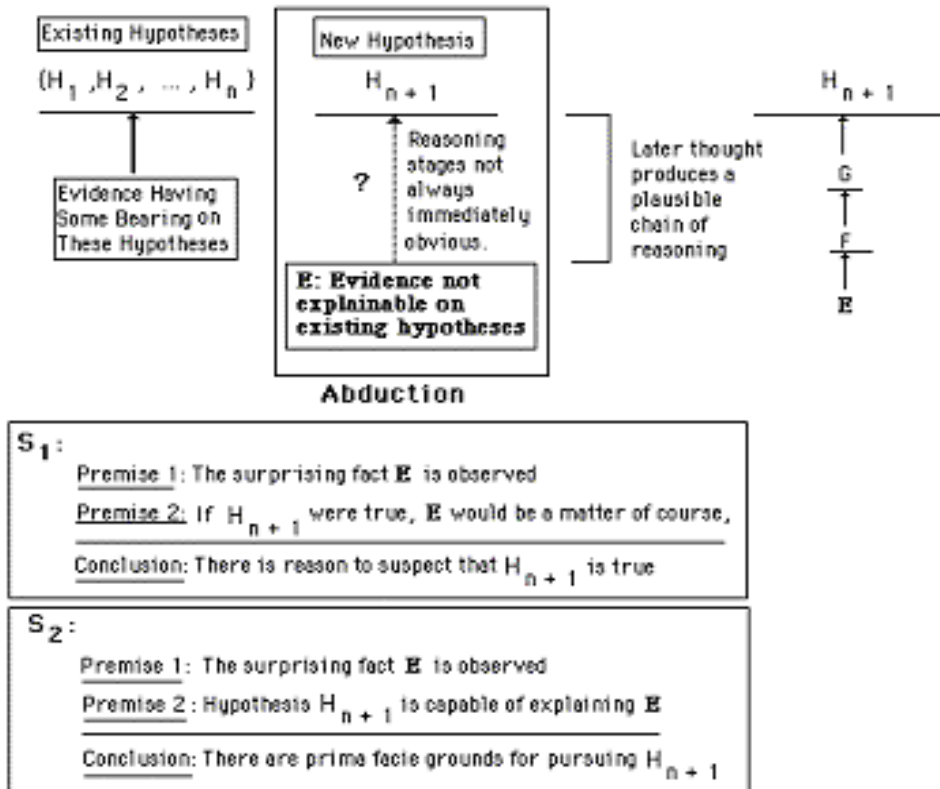 Existing Hypotheses
{H1 ,H2 , ... , Hn }
Evidence Having
Some Bearing on
These Hypotheses
New Hypothesis
Hn + 1
?
Reasoning
stages not
always
immediately
obvious.
E: Evidence not
explainable on
existing hypotheses
Abduction
Later thought
produces a
plausible
chain of
reasoning
Hn + 1
G
F
E
S1:
Premise 1: The surprising fact E is observed
Premise 2: If Hn + 1 were true, E would be a matter of course,
Conclusion: There is reason to suspect that Hn + 1 is true
S2:
Premise 1: The surprising fact E is observed
Premise 2 : Hypothesis Hn + 1 is capable of explaining E
Conclusion: There are prima facie grounds for pursuing Hn + 1